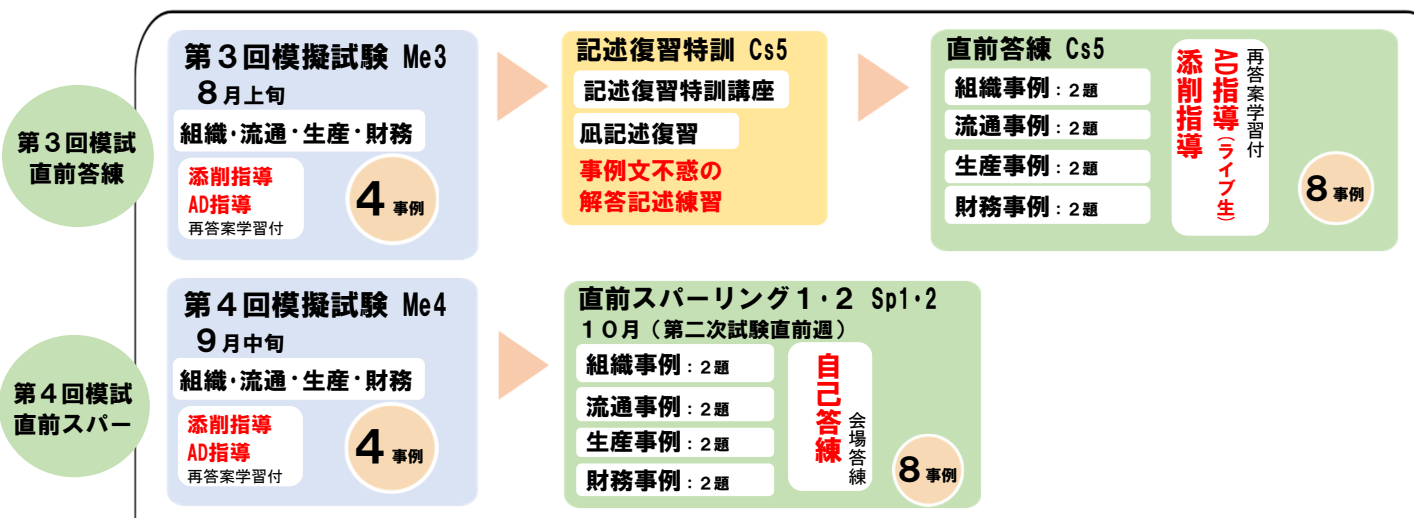 第３回模試
直前答練
第３回模擬試験 Me3
８月上旬
組織・流通・生産・財務
添削指導
AD指導
再答案学習付
４事例
記述復習特訓 Cs5
記述復習特訓講座
凪記述復習
事例文不惑の
解答記述練習
直前答練 Cs5
組織事例：２題
流通事例：２題
生産事例：２題
財務事例：２題
再答案学習付
AD指導（ライブ生）
添削指導
８事例
第４回模試
直前スパー
第４回模擬試験 Me4
９月中旬
組織・流通・生産・財務
添削指導
AD指導
再答案学習付
４事例
直前スパーリング１・２ Sp1・2
１０月（第二次試験直前週）
組織事例：２題
流通事例：２題
生産事例：２題
財務事例：２題
自己答練
会場答練
８事例